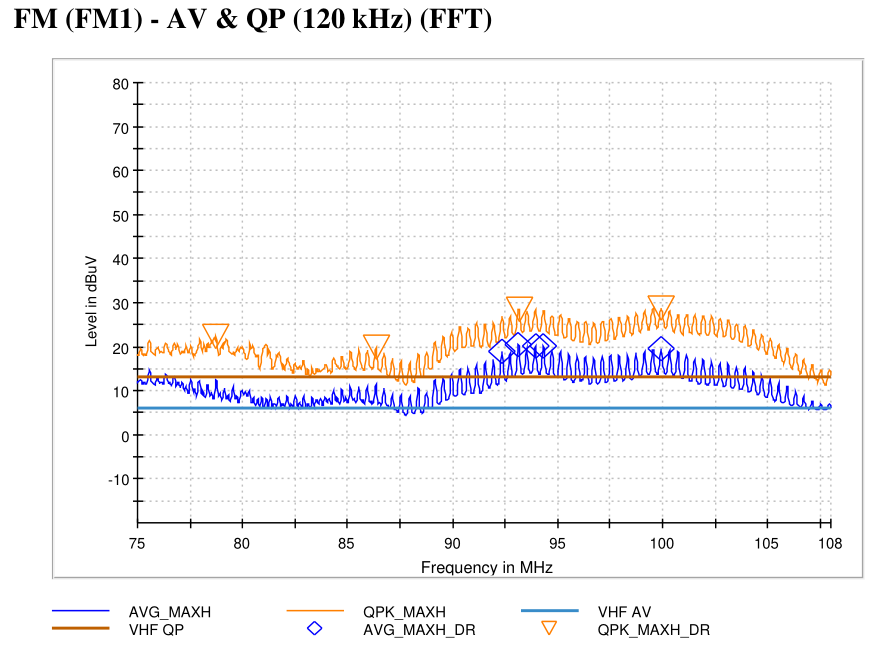 FM (FM1) - AV & QP (120 kHz) (FFT)
80
70
60
50
40
30
20
10
0
-10
Level in dBuV
75 80 85 90 95 100 105 108
Frequency in MHz
AVG_MAXH QPK_MAXH VHF AV
VHF QP AVG_MAXH_DR QPK_MAXH_DR